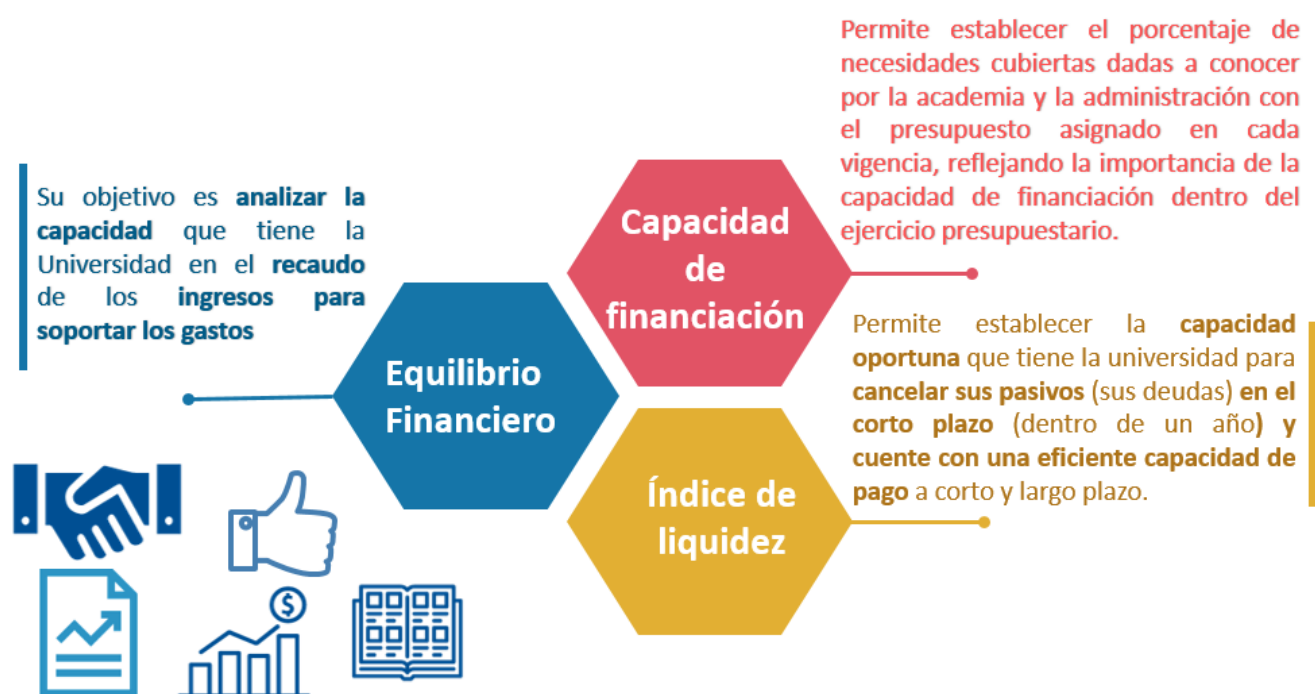 Permite establecer el porcentaje de
necesidades cubiertas dadas a conocer
por la academia y la administración con
el presupuesto asignado en cada
vigencia, reflejando la importancia de la
capacidad de financiación dentro del
ejercicio presupuestario.
Su objetivo es analizar la
capacidad que tiene la
Universidad en el recaudo
de los ingresos para
soportar los gastos
Capacidad
de
financiación
Equilibrio
Financiero
Permite establecer la capacidad
oportuna que tiene la universidad para
cancelar sus pasivos (sus deudas) en el
corto plazo (dentro de un año) y
cuente con una eficiente capacidad de
pago a corto y largo plazo.
Índice de
liquidez
$